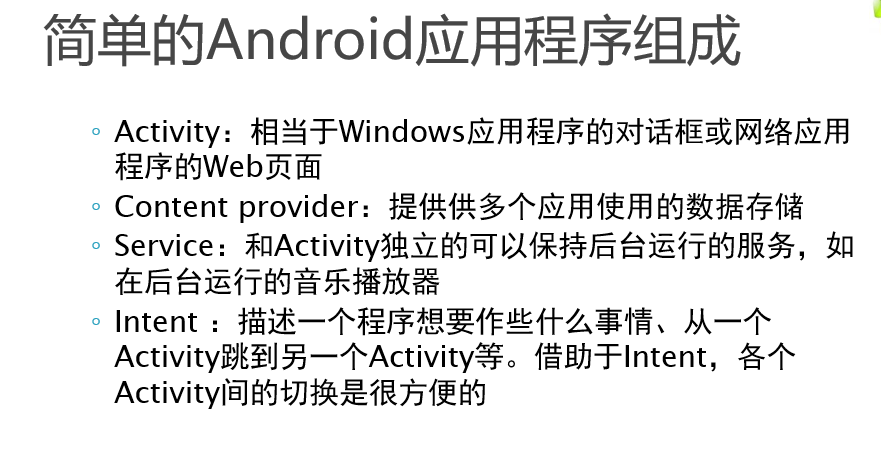 简单的Android应用程序组成
◦ Activity：相当于Windows应用程序的对话框或网络应用
程序的Web页面
◦ Content provider：提供供多个应用使用的数据存储
◦ Service：和Activity独立的可以保持后台运行的服务，如
在后台运行的音乐播放器
◦ Intent ：描述一个程序想要作些什么事情、从一个
Activity跳到另一个Activity等。借助于Intent，各个
Activity间的切换是很方便的